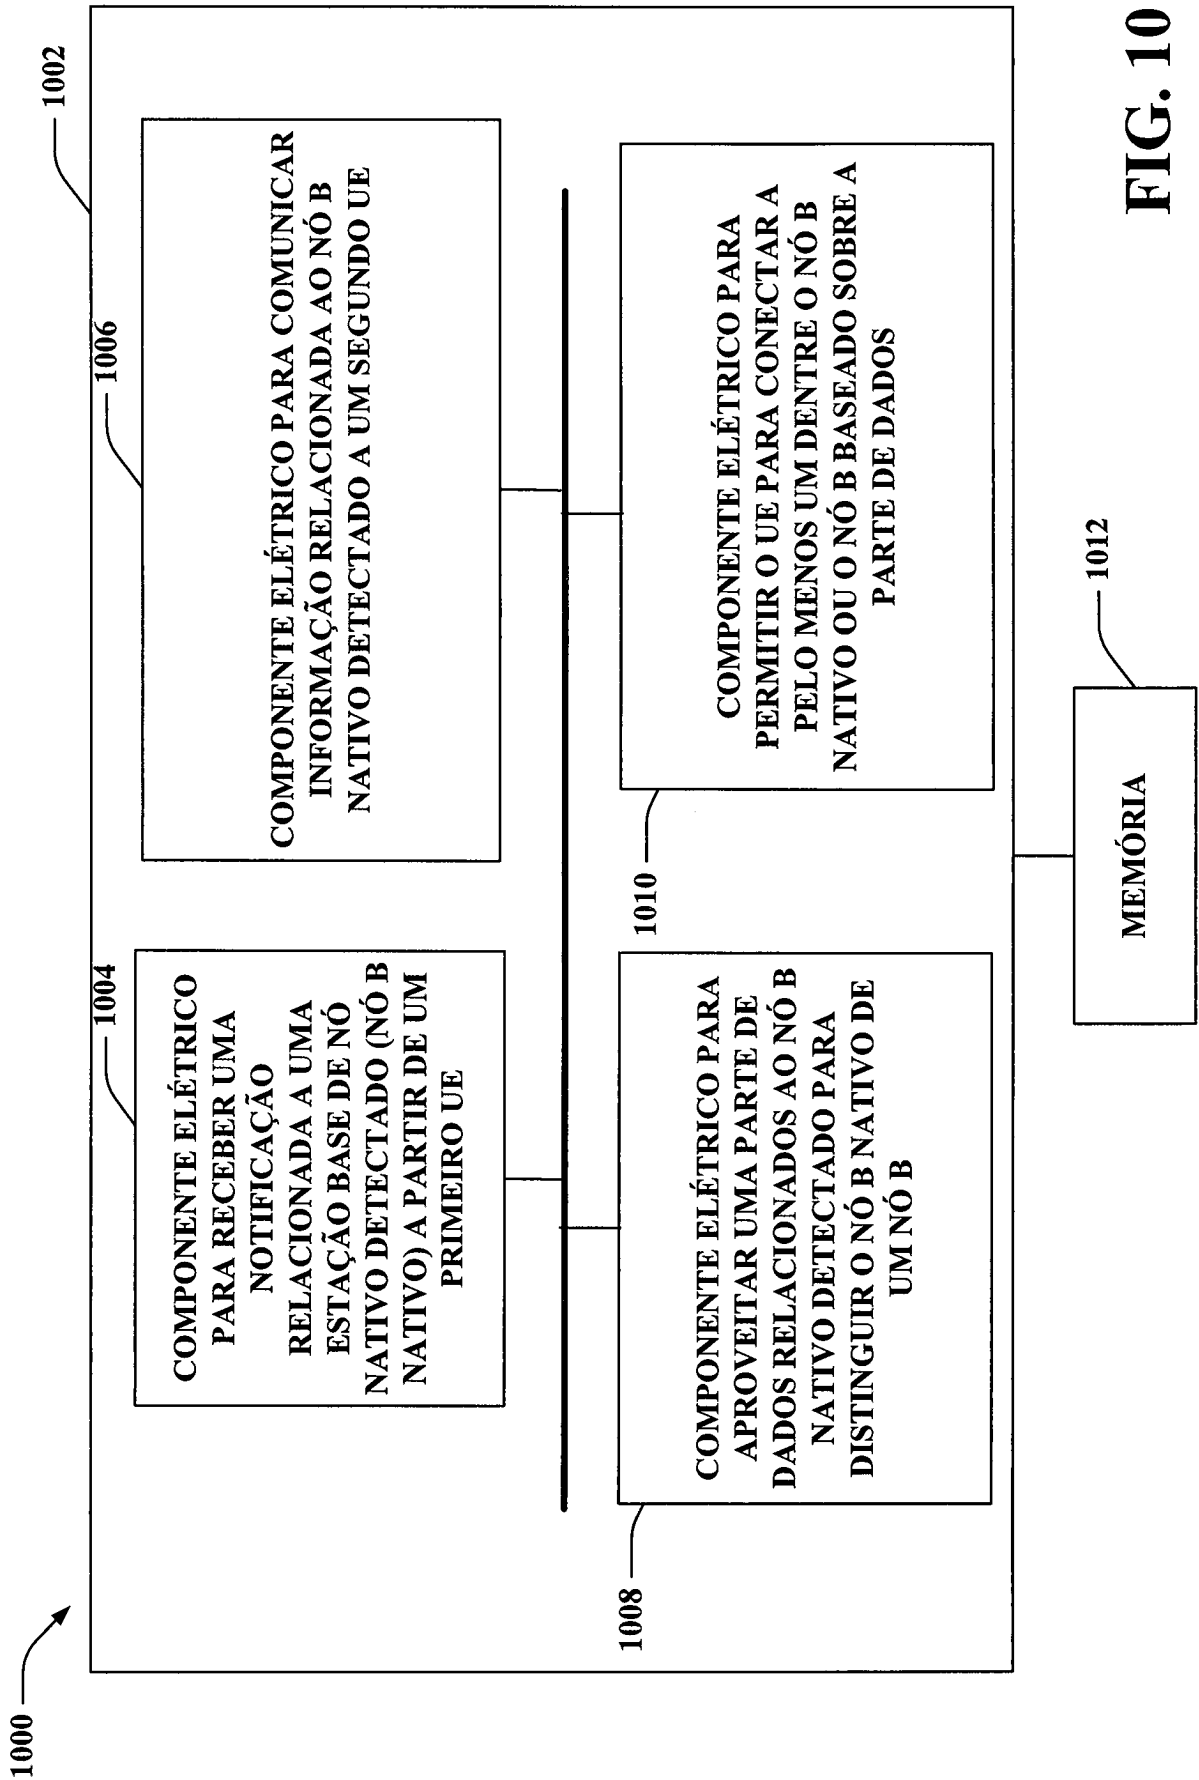 1000
1002
1004
COMPONENTE ELÉTRICO
PARA RECEBER UMA
NOTIFICAÇÃO
RELACIONADA A UMA
ESTAÇÃO BASE DE NÓ
NATIVO DETECTADO (NÓ B
NATIVO) A PARTIR DE UM
PRIMEIRO UE
1006
COMPONENTE ELÉTRICO PARA COMUNICAR
INFORMAÇÃO RELACIONADA AO NÓ B
NATIVO DETECTADO A UM SEGUNDO UE
1008
COMPONENTE ELÉTRICO PARA
APROVEITAR UMA PARTE DE
DADOS RELACIONADOS AO NÓ B
NATIVO DETECTADO PARA
DISTINGUIR O NÓ B NATIVO DE
UM NÓ B
1010
COMPONENTE ELÉTRICO PARA
PERMITIR O UE PARA CONECTAR A
PELO MENOS UM DENTRE O NÓ B
NATIVO OU O NÓ B BASEADO SOBRE A
PARTE DE DADOS
1012
MEMÓRIA
FIG. 10